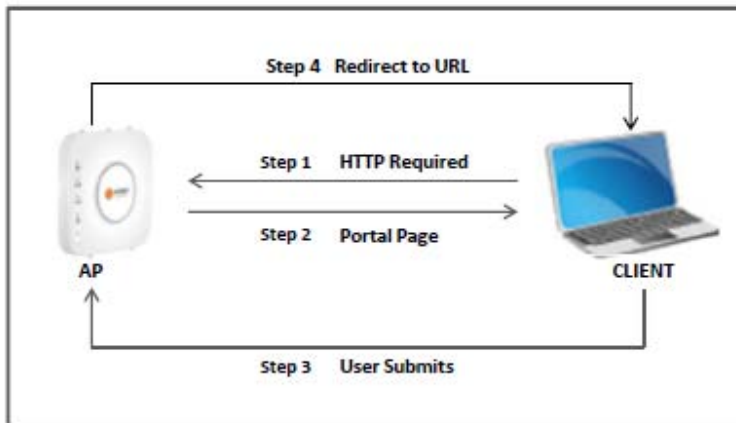 Step 4 Redirect to URL
Step 1 HTTP Required
Step 2 Portal Page
AP
CLIENT
Step 3 User Submits